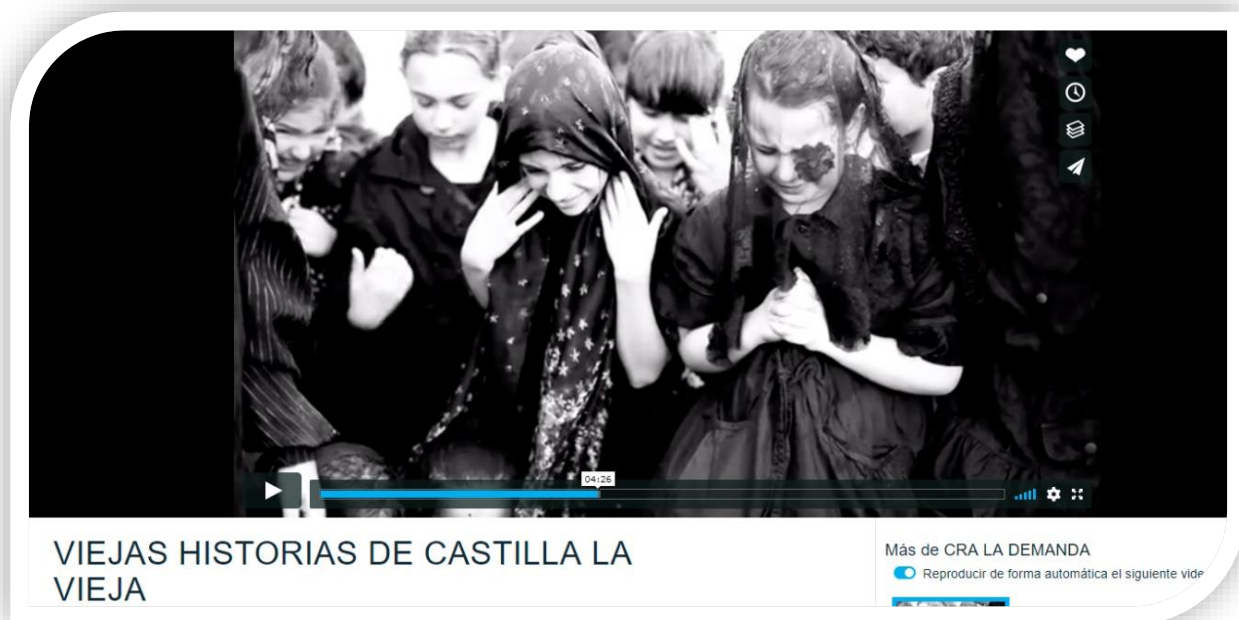 04:26
VIEJAS HISTORIAS DE CASTILLA LA
VIEJA
Más de CRA LA DEMANDA
Reproducir de forma automática el siguiente